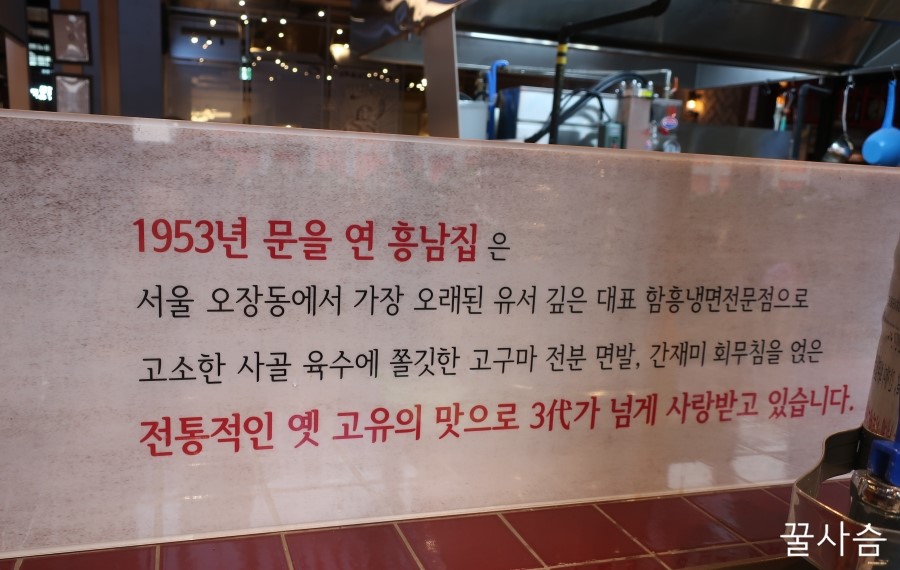 1953년 문을 연 흥남집 은
서울 오장동에서 가장 오래된 유서 깊은 대표 함흥냉면전문점으로
고소한 사골 육수에 쫄깃한 고구마 전분 면발, 간재미 회무침을 얹은
전통적인 옛 고유의 맛으로 3代가 넘게 사랑받고 있습니다.
꿀사슴